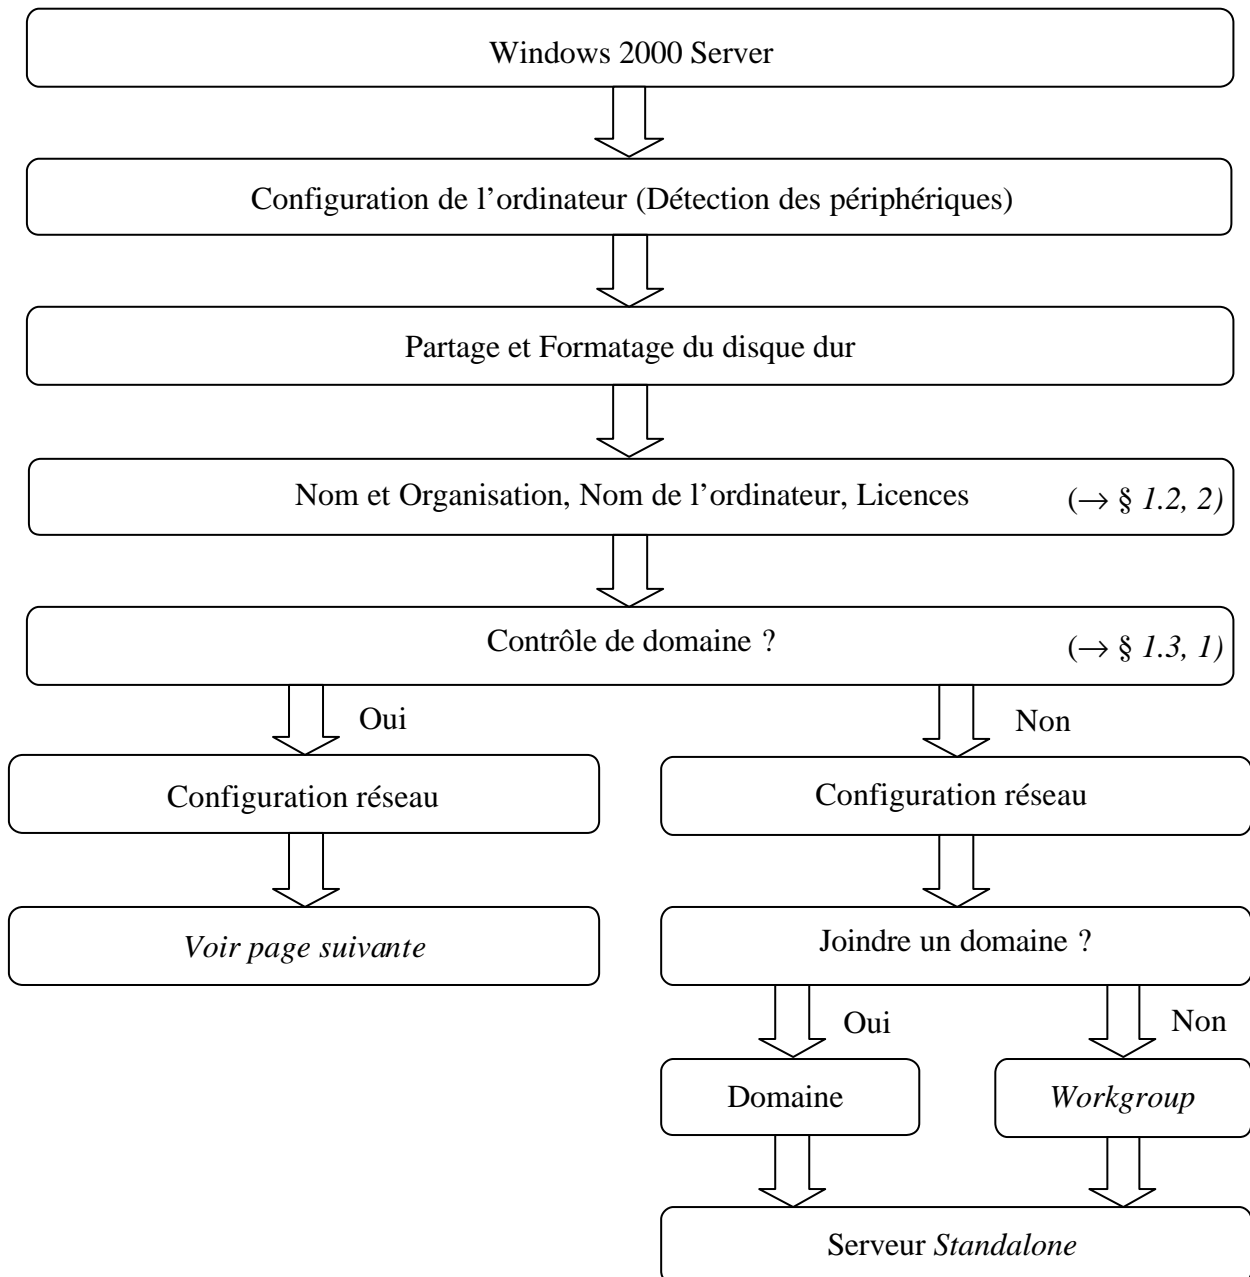 Windows 2000 Server
Configuration de l’ordinateur (Détection des périphériques)
Partage et Formatage du disque dur
Nom et Organisation, Nom de l’ordinateur, Licences (→ § 1.2, 2)
Contrôle de domaine ? (→ § 1.3, 1)
Oui
Non
Configuration réseau
Configuration réseau
Voir page suivante
Joindre un domaine ?
Oui
Non
Domaine
Workgroup
Serveur Standalone